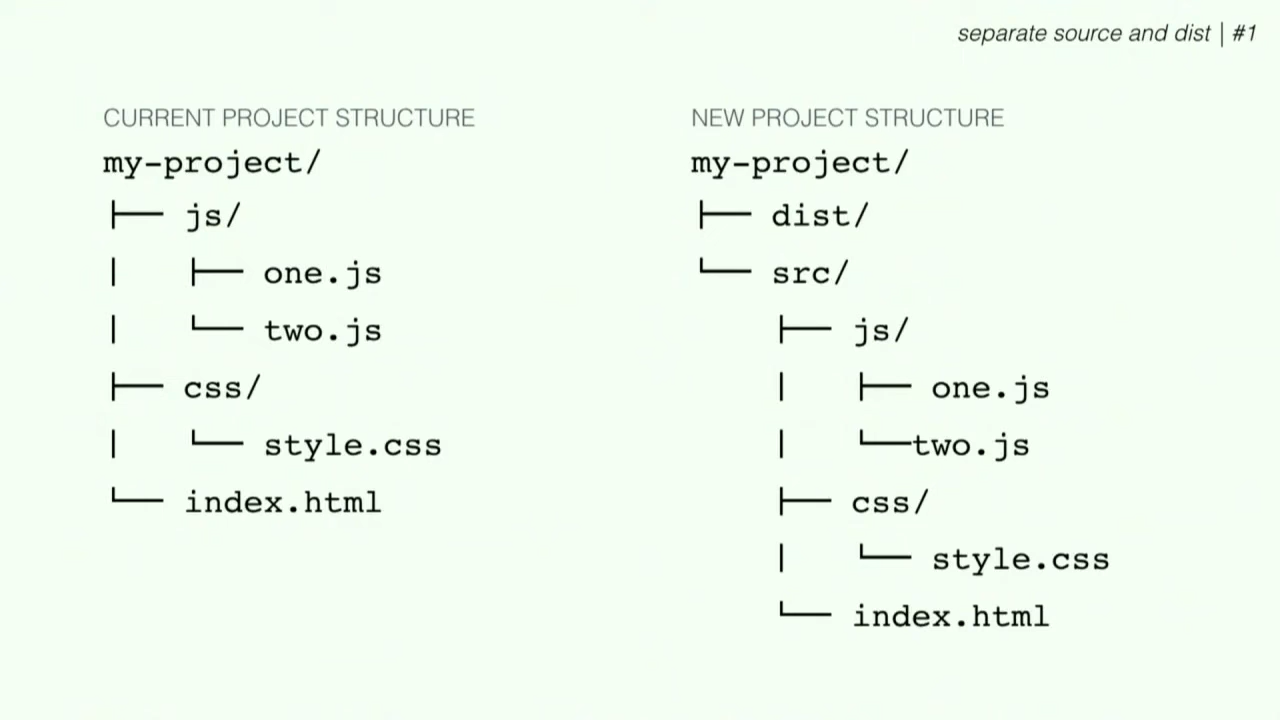 separate source and dist | #1
CURRENT PROJECT STRUCTURE
my-project/
├── js/
|   ├── one.js
|   └── two.js
├── css/
|   └── style.css
└── index.html
NEW PROJECT STRUCTURE
my-project/
├── dist/
└── src/
    ├── js/
    |   ├── one.js
    |   └──two.js
    ├── css/
    |   └── style.css
    └── index.html